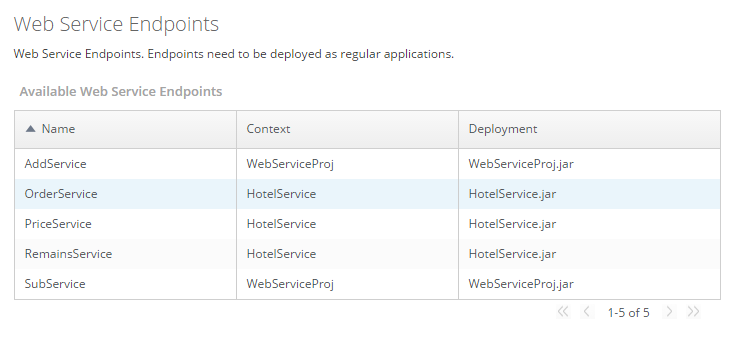 Web Service Endpoints
Web Service Endpoints. Endpoints need to be deployed as regular applications.
Available Web Service Endpoints
Name Context Deployment
AddService WebServiceProj WebServiceProj.jar
OrderService HotelService HotelService.jar
PriceService HotelService HotelService.jar
RemainsService HotelService HotelService.jar
SubService WebServiceProj WebServiceProj.jar
1-5 of 5